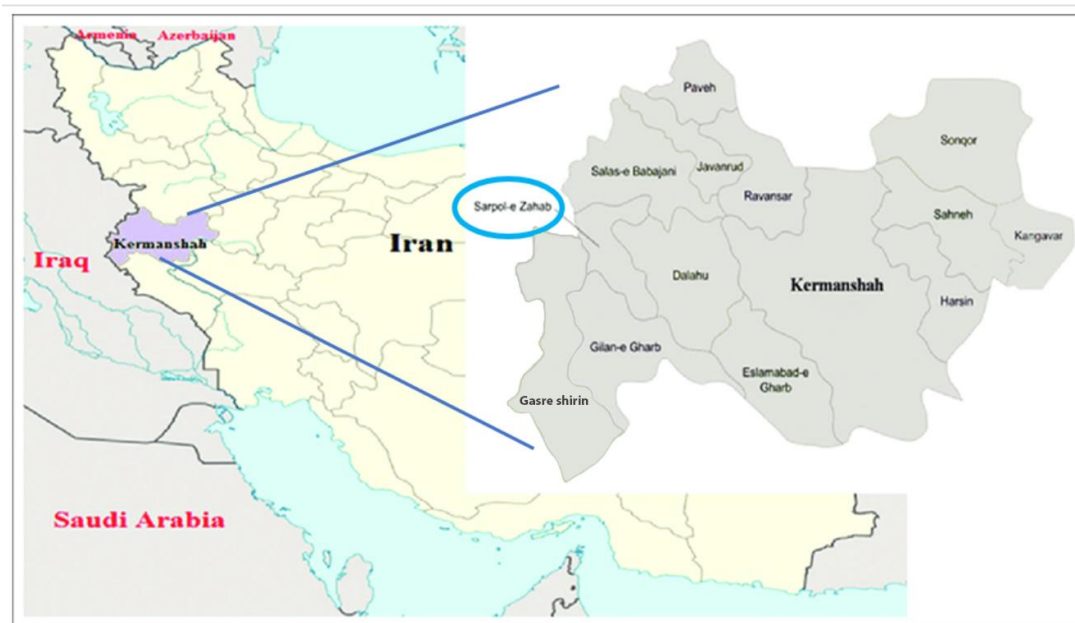 Armenia
Azerbaijan
Iraq
Kermanshah
Iran
Saudi Arabia
Paveh
Sonqor
Salas-e Babajani
Javanrud
Ravansar
Sarpol-e Zahab
Sahneh
Kangavar
Dalahu
Kermanshah
Harsin
Gilan-e Gharb
Eslamabad-e
Gharb
Gasre shirin